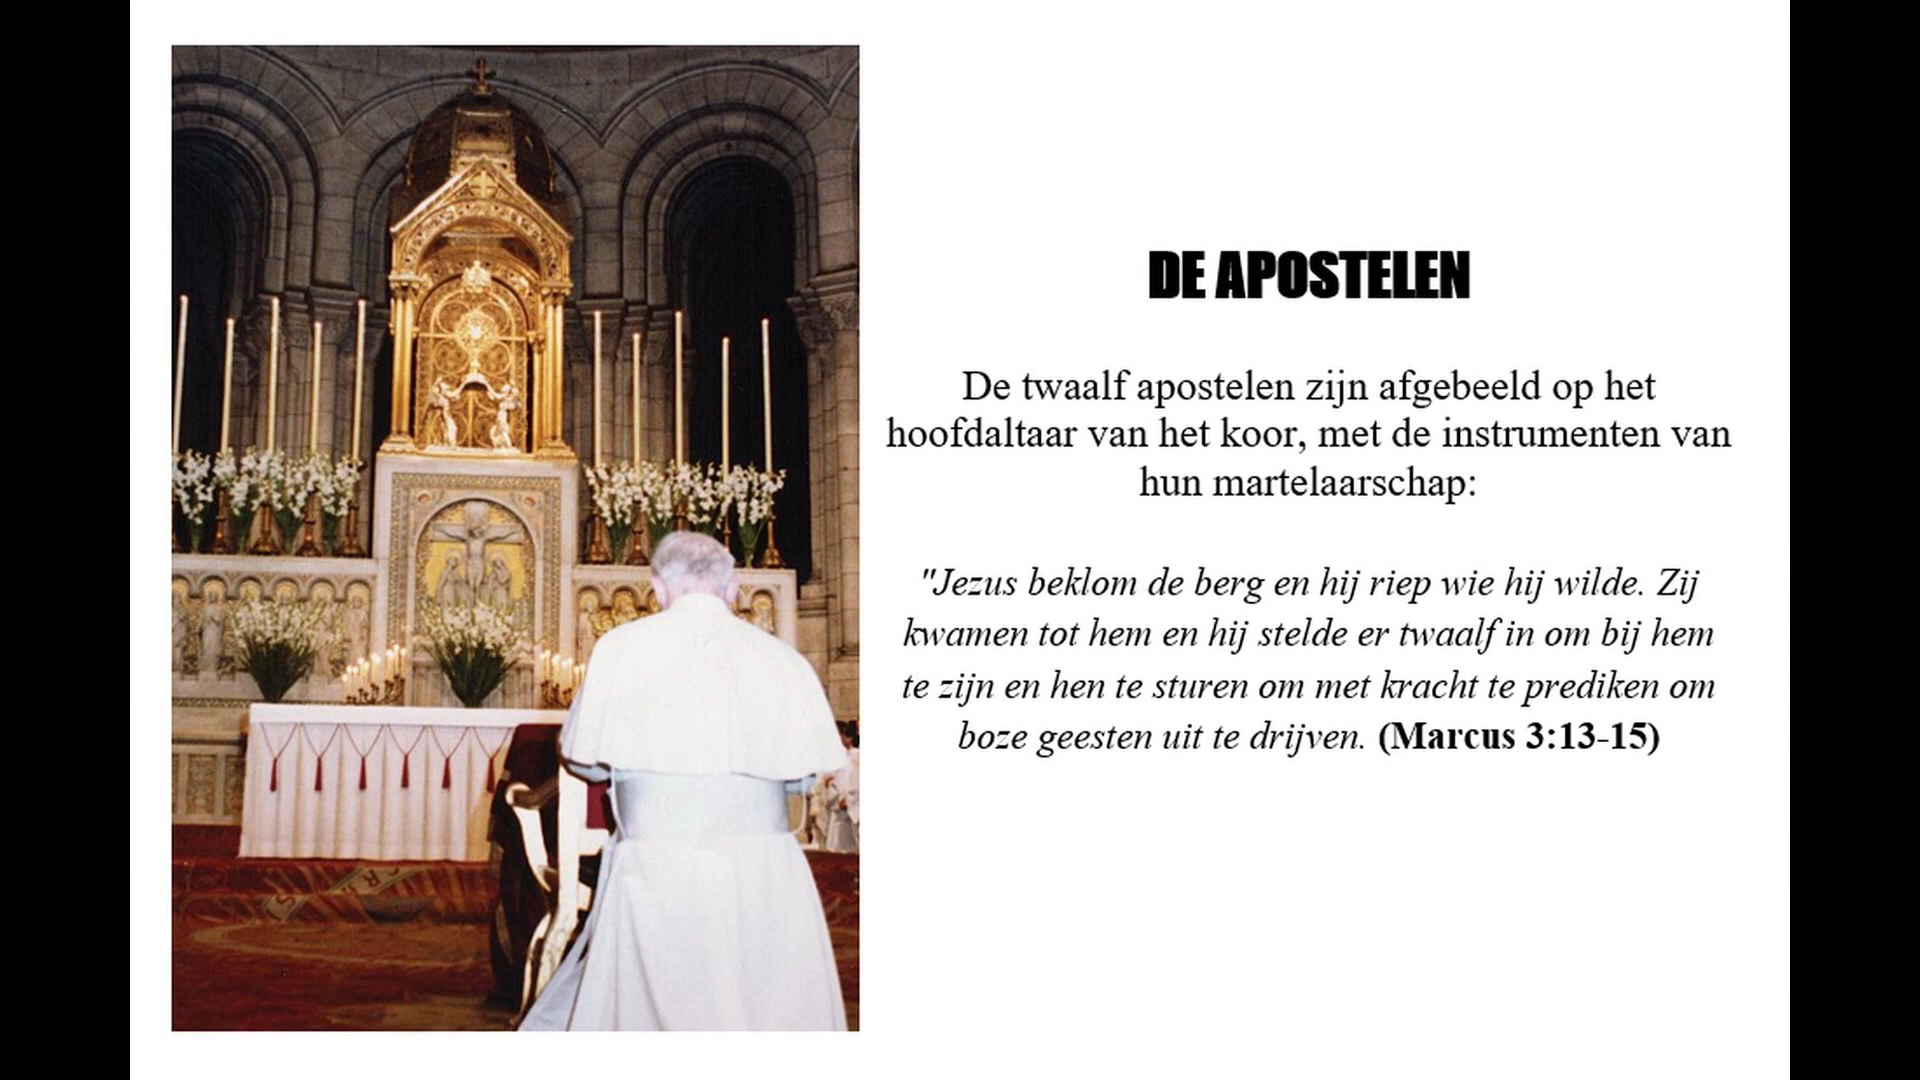 DE APOSTELEN
De twaalf apostelen zijn afgebeeld op het
hoofdaltaar van het koor, met de instrumenten van
hun martelaarschap:
"Jezus beklom de berg en hij riep wie hij wilde. Zij
kwamen tot hem en hij stelde er twaalf in om bij hem
te zijn en hen te sturen om met kracht te prediken om
boze geesten uit te drijven. (Marcus 3:13-15)